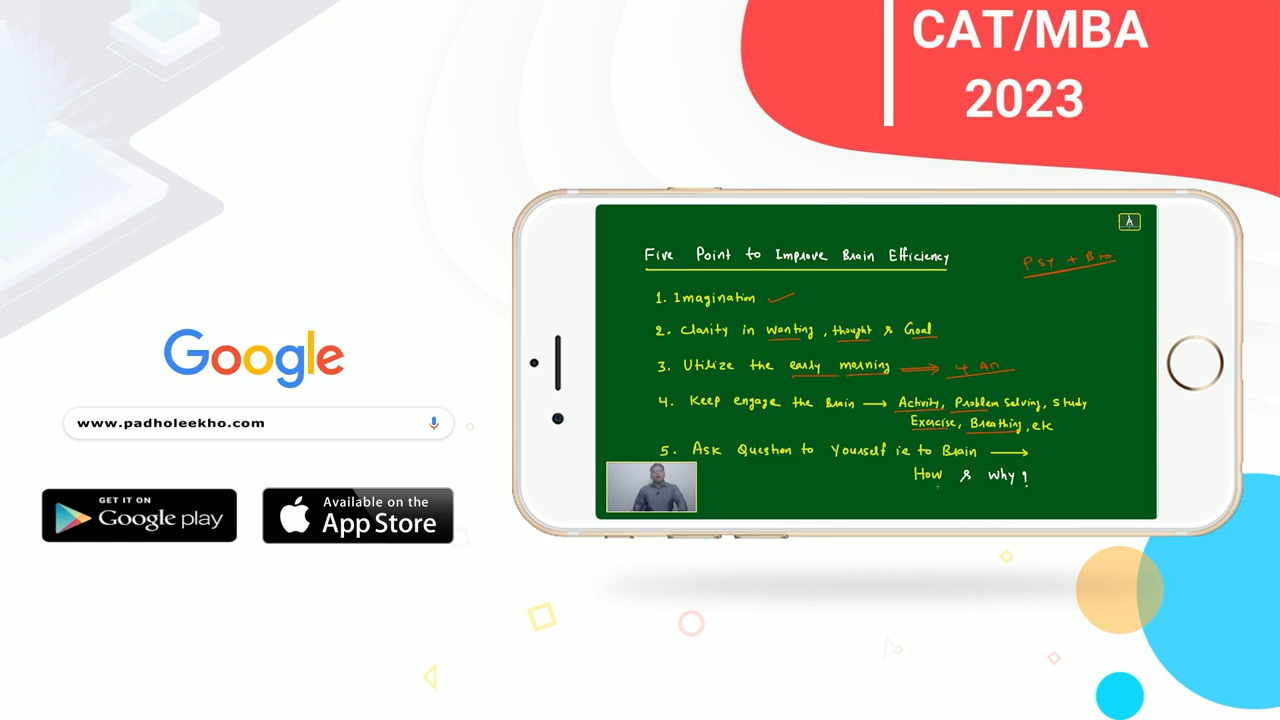 CAT/MBA
2023
Five Point to Improve Brain Efficiency
Psy + Bio
1. Imagination
2. Clarity in wanting, thought & Goal
3. Utilize the early morning ⟹ 4 AM
4. Keep engage the Brain → Activity, Problem Solving, Study
Exercise, Breathing, etc
5. Ask Question to Yourself ie to Brain →
How & Why?
Google
www.padholeekho.com
GET IT ON
Google play
Available on the
App Store